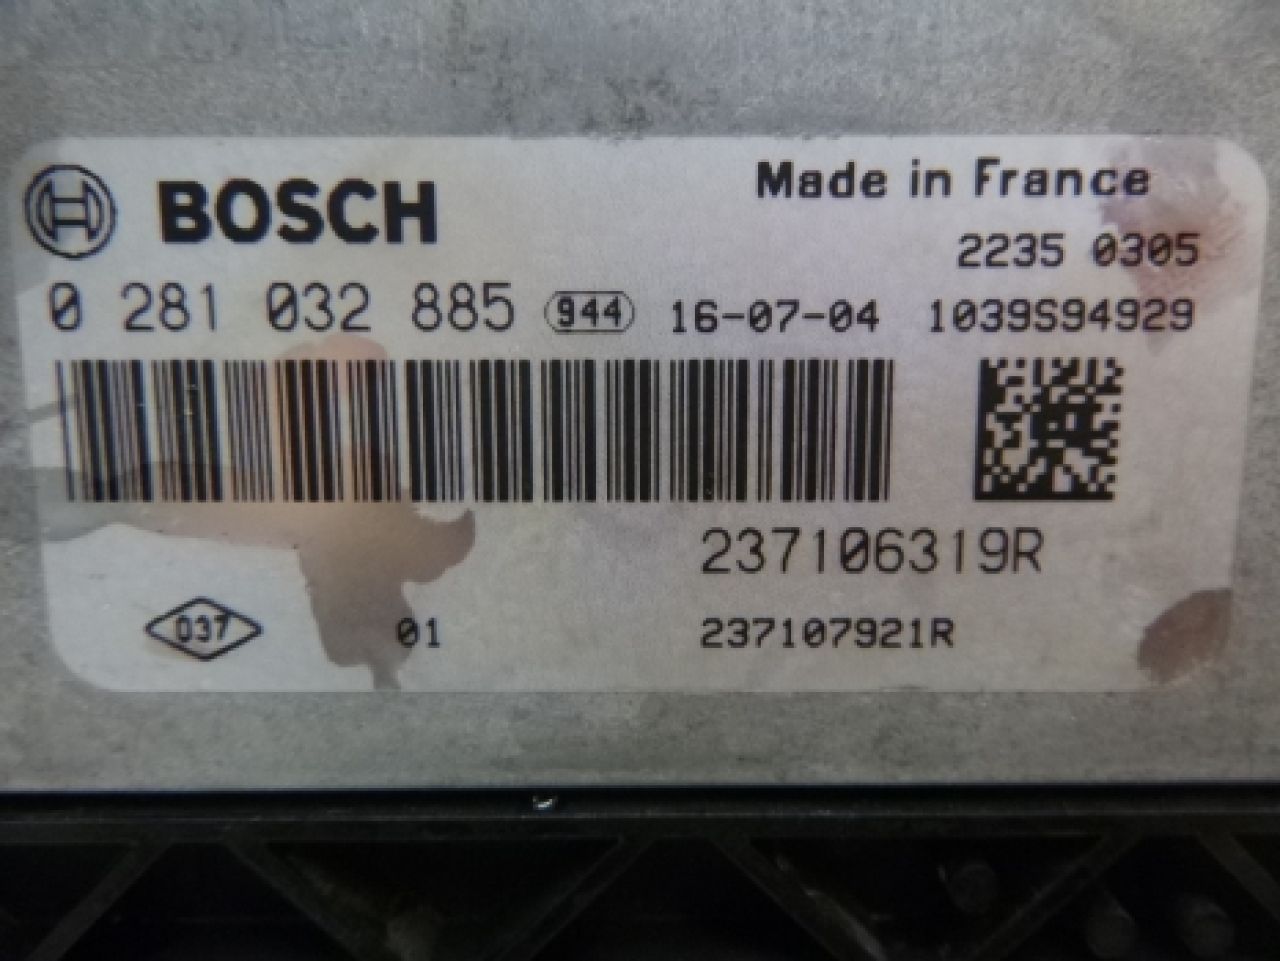 BOSCH
Made in France
2235 0305
0 281 032 885 944 16-07-04 1039S94929
237106319R
037 01 237107921R